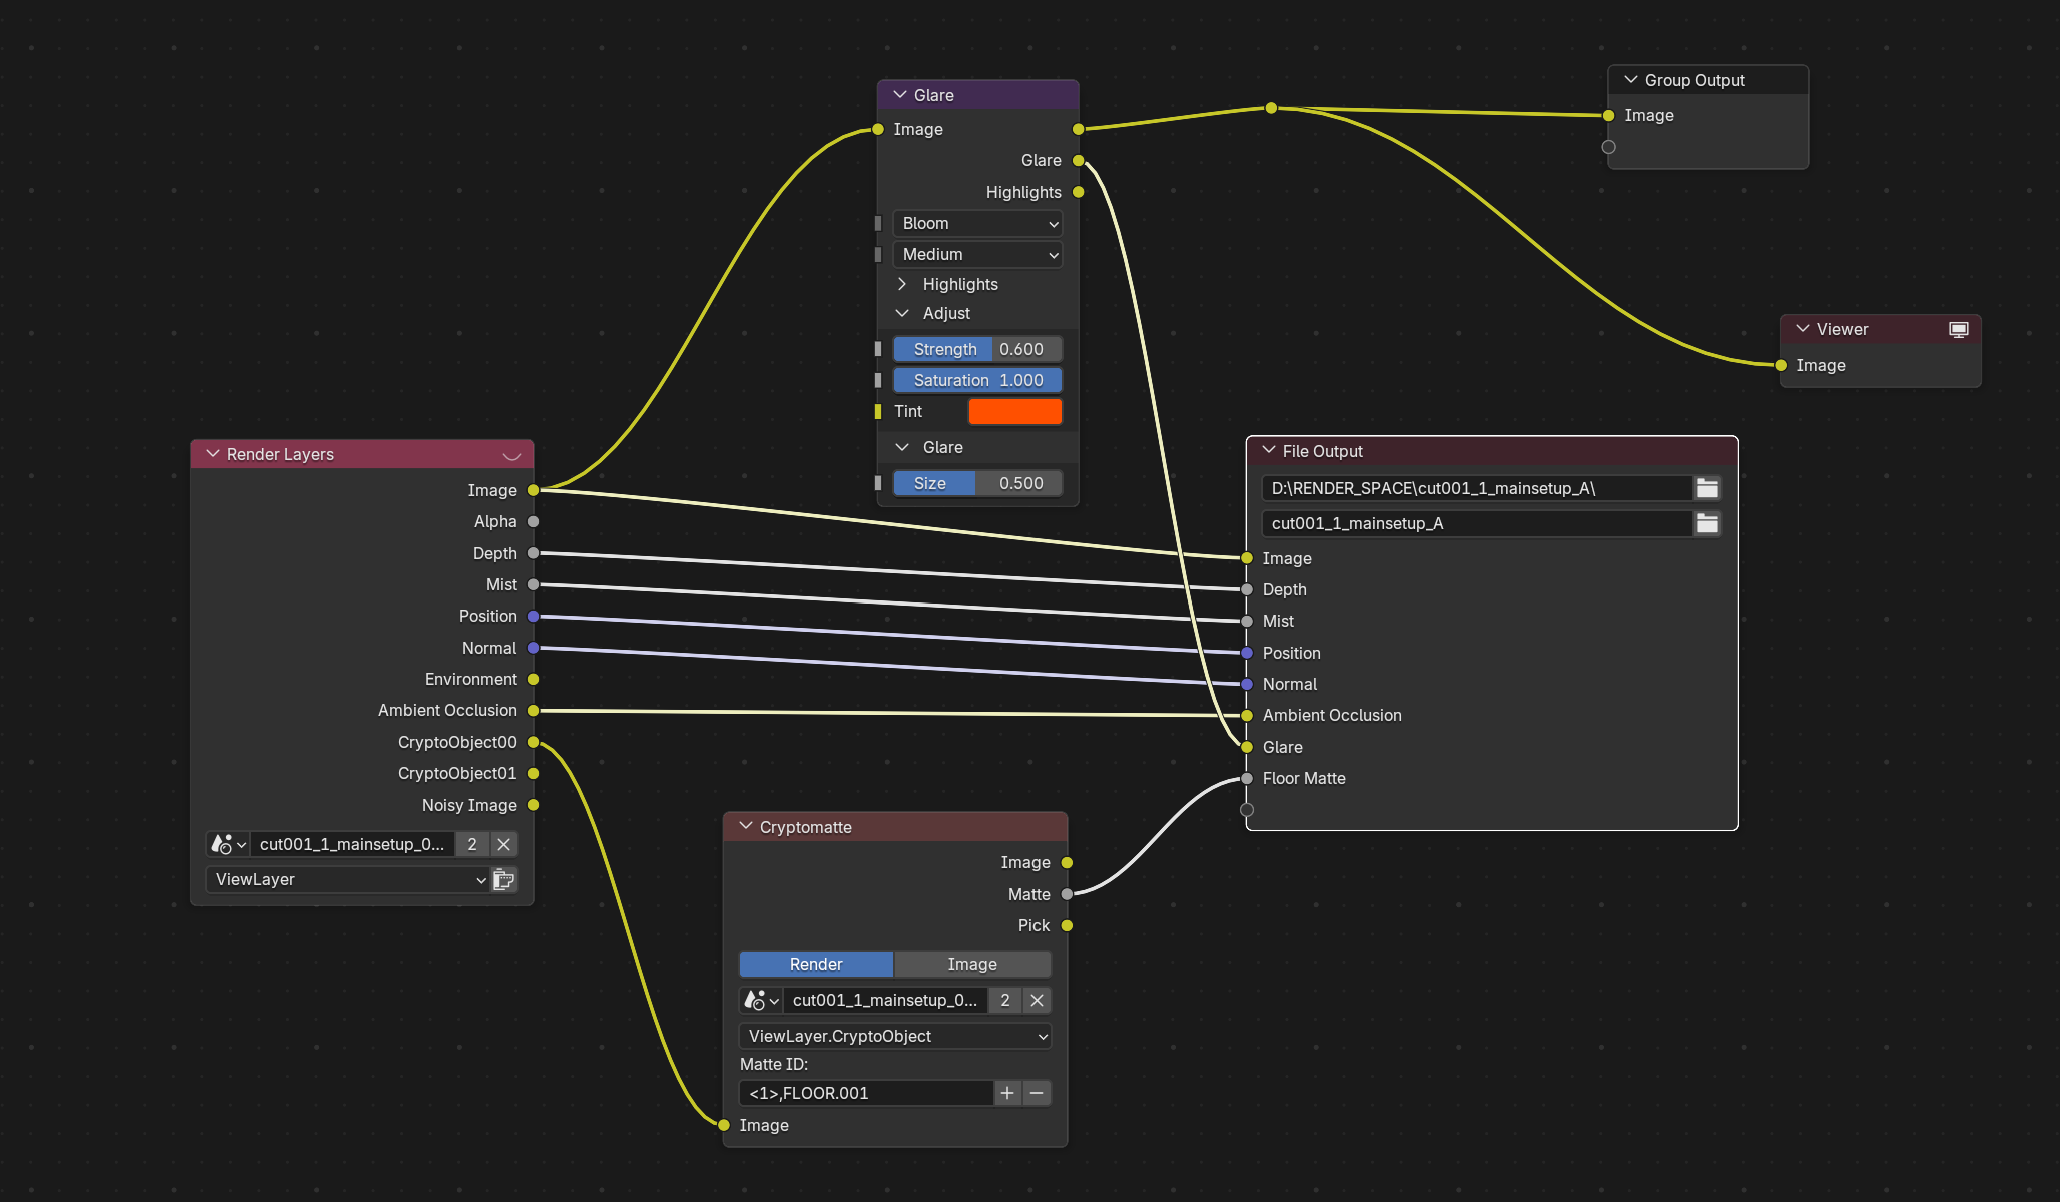 Glare
Image
Glare
Highlights
Bloom
Medium
Highlights
Adjust
Strength 0.600
Saturation 1.000
Tint
Glare
Size 0.500
Group Output
Image
Viewer
Image
Render Layers
Image
Alpha
Depth
Mist
Position
Normal
Environment
Ambient Occlusion
CryptoObject00
CryptoObject01
Noisy Image
cut001_1_mainsetup_0... 2
ViewLayer
File Output
D:\RENDER_SPACE\cut001_1_mainsetup_A\
cut001_1_mainsetup_A
Image
Depth
Mist
Position
Normal
Ambient Occlusion
Glare
Floor Matte
Cryptomatte
Image
Matte
Pick
Render Image
cut001_1_mainsetup_0... 2
ViewLayer.CryptoObject
Matte ID:
<1>,FLOOR.001
Image